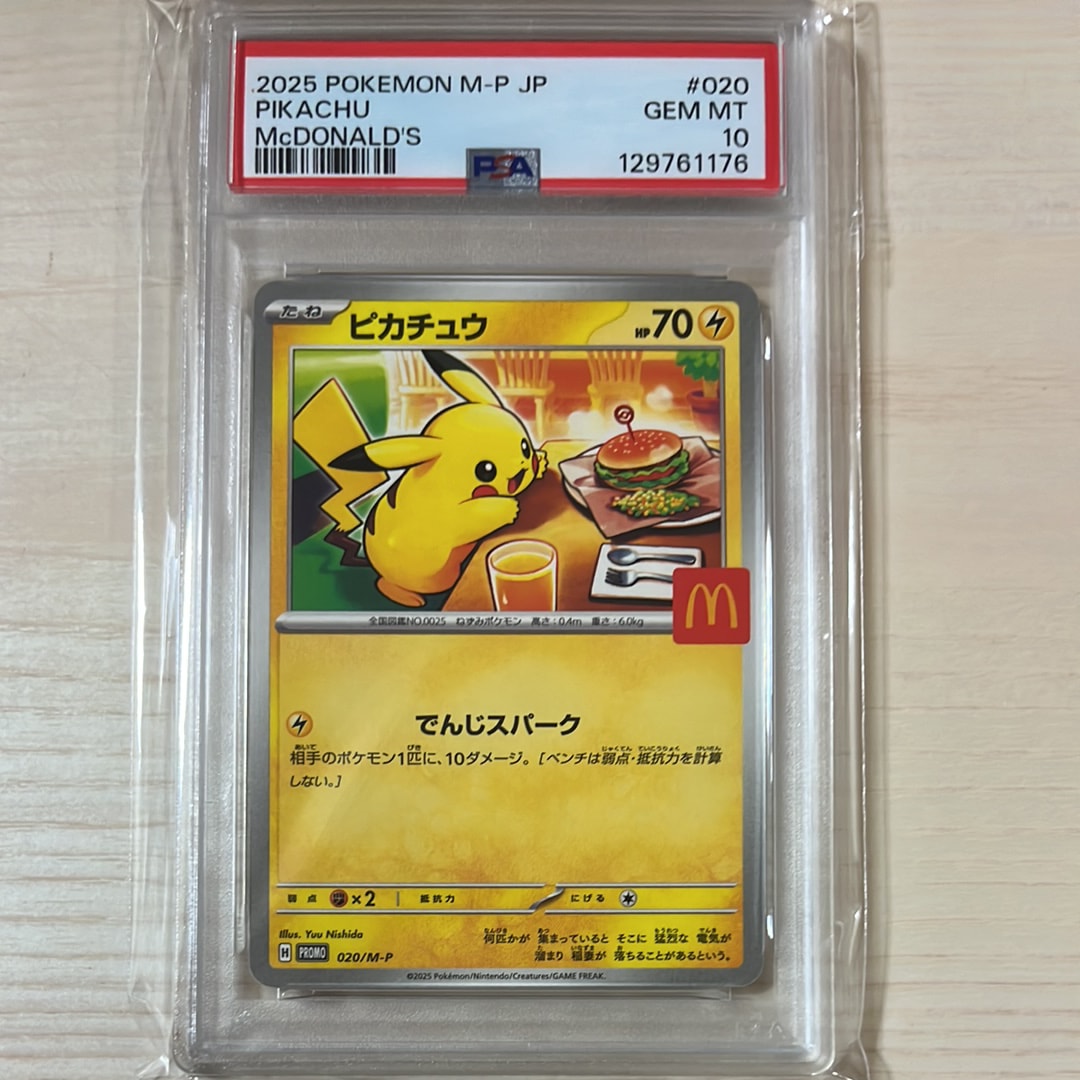 .2025 POKEMON M-P JP #020
PIKACHU GEM MT
McDONALD'S 10
PSA 129761176
たね ピカチュウ HP70
全国図鑑NO.0025 ねずみポケモン 高さ:0.4m 重さ:6.0kg
でんじスパーク
相手のポケモン1匹に、10ダメージ。[ベンチは弱点・抵抗力を計算
しない。]
弱点 ×2 抵抗力 にげる
Illus. Yuu Nishida
H PROMO 020/M-P
何匹かが 集まっていると そこに 猛烈な 電気が
溜まり 稲妻が 落ちることがあるという。
©2025 Pokémon/Nintendo/Creatures/GAME FREAK.